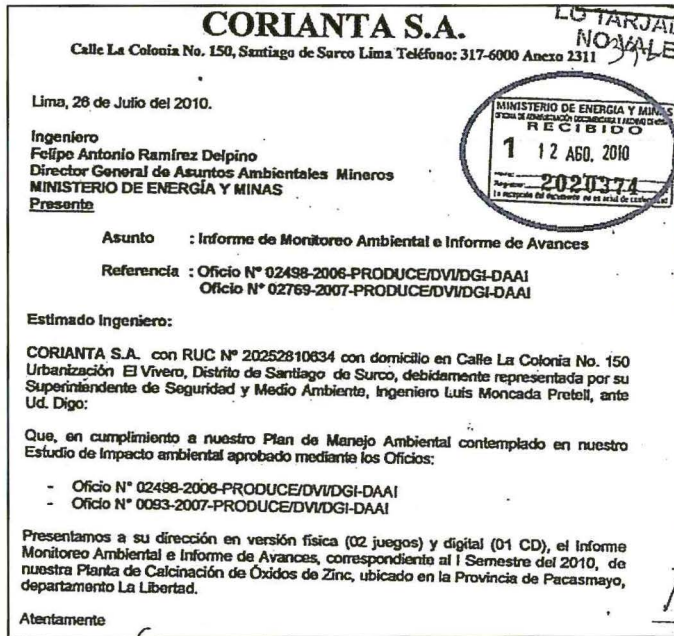 CORIANTA S.A.
LO TARJAD
NO VALE
Calle La Colonia No. 150, Santiago de Surco Lima Teléfono: 317-6000 Anexo 2311
Lima, 26 de Julio del 2010.
MINISTERIO DE ENERGIA Y MINAS
RECIBIDO
1 12 AGO. 2010
2020374
Ingeniero
Felipe Antonio Ramírez Delpino
Director General de Asuntos Ambientales Mineros
MINISTERIO DE ENERGÍA Y MINAS
Presente
Asunto : Informe de Monitoreo Ambiental e Informe de Avances
Referencia : Oficio N° 02498-2006-PRODUCE/DVI/DGI-DAAI
Oficio N° 02769-2007-PRODUCE/DVI/DGI-DAAI
Estimado Ingeniero:
CORIANTA S.A. con RUC N° 20252810634 con domicilio en Calle La Colonia No. 150
Urbanización El Vivero, Distrito de Santiago de Surco, debidamente representada por su
Superintendente de Seguridad y Medio Ambiente, Ingeniero Luis Moncada Pretell, ante
Ud. Digo:
Que, en cumplimiento a nuestro Plan de Manejo Ambiental contemplado en nuestro
Estudio de Impacto ambiental aprobado mediante los Oficios:
- Oficio N° 02498-2006-PRODUCE/DVI/DGI-DAAI
- Oficio N° 0093-2007-PRODUCE/DVI/DGI-DAAI
Presentamos a su dirección en versión física (02 juegos) y digital (01 CD), el Informe
Monitoreo Ambiental e Informe de Avances, correspondiente al I Semestre del 2010, de
nuestra Planta de Calcinación de Óxidos de Zinc, ubicado en la Provincia de Pacasmayo,
departamento La Libertad.
Atentamente